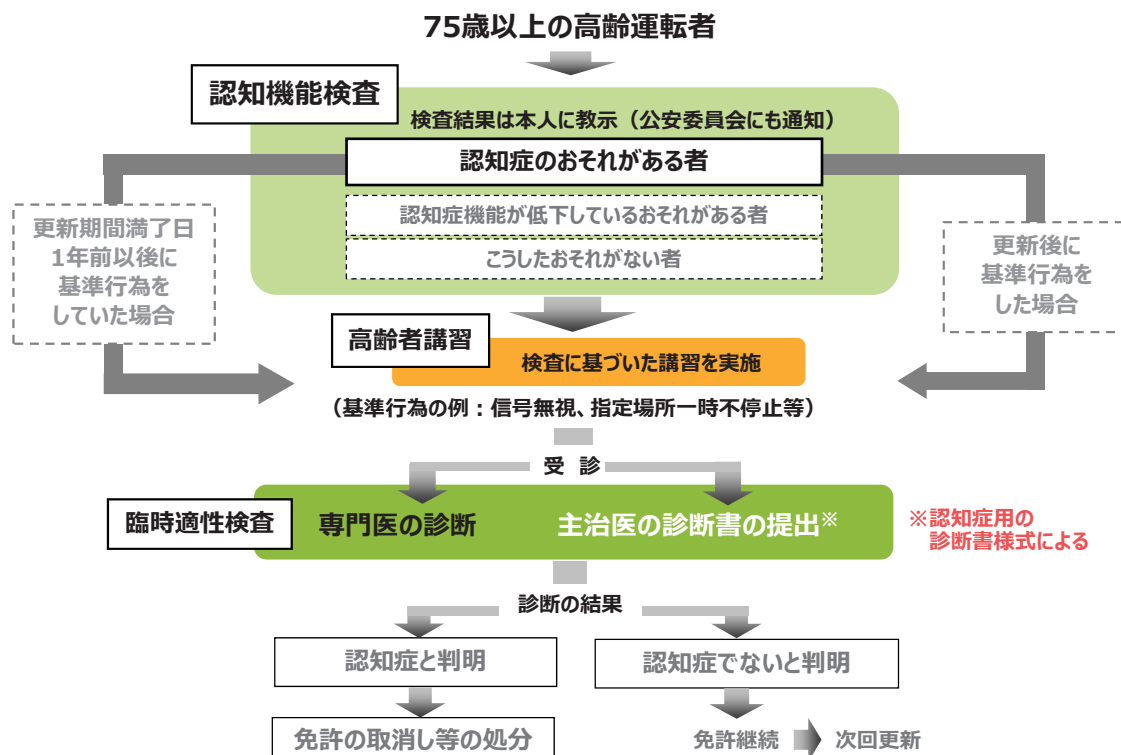 75歳以上の高齢運転者
認知機能検査
検査結果は本人に教示（公安委員会にも通知）
認知症のおそれがある者
認知症機能が低下しているおそれがある者
こうしたおそれがない者
更新期間満了日
1年前以後に
基準行為を
していた場合
更新後に
基準行為を
した場合
高齢者講習
検査に基づいた講習を実施
（基準行為の例：信号無視、指定場所一時不停止等）
受 診
臨時適性検査
専門医の診断
主治医の診断書の提出※
※認知症用の
診断書様式による
診断の結果
認知症と判明
認知症でないと判明
免許の取消し等の処分
免許継続
次回更新